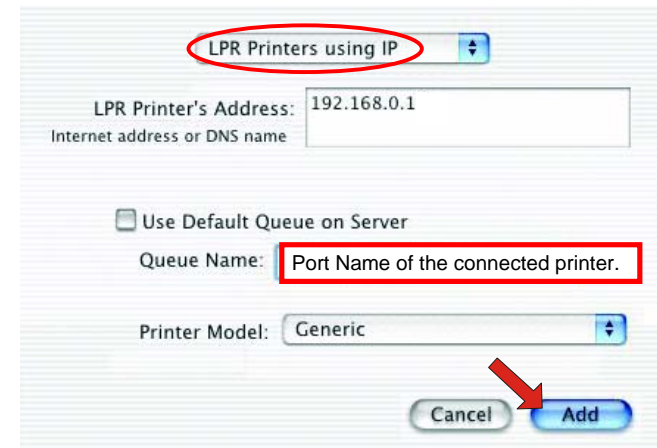 LPR Printers using IP
LPR Printer's Address: 192.168.0.1
Internet address or DNS name
Use Default Queue on Server
Queue Name: Port Name of the connected printer.
Printer Model: Generic
Cancel Add